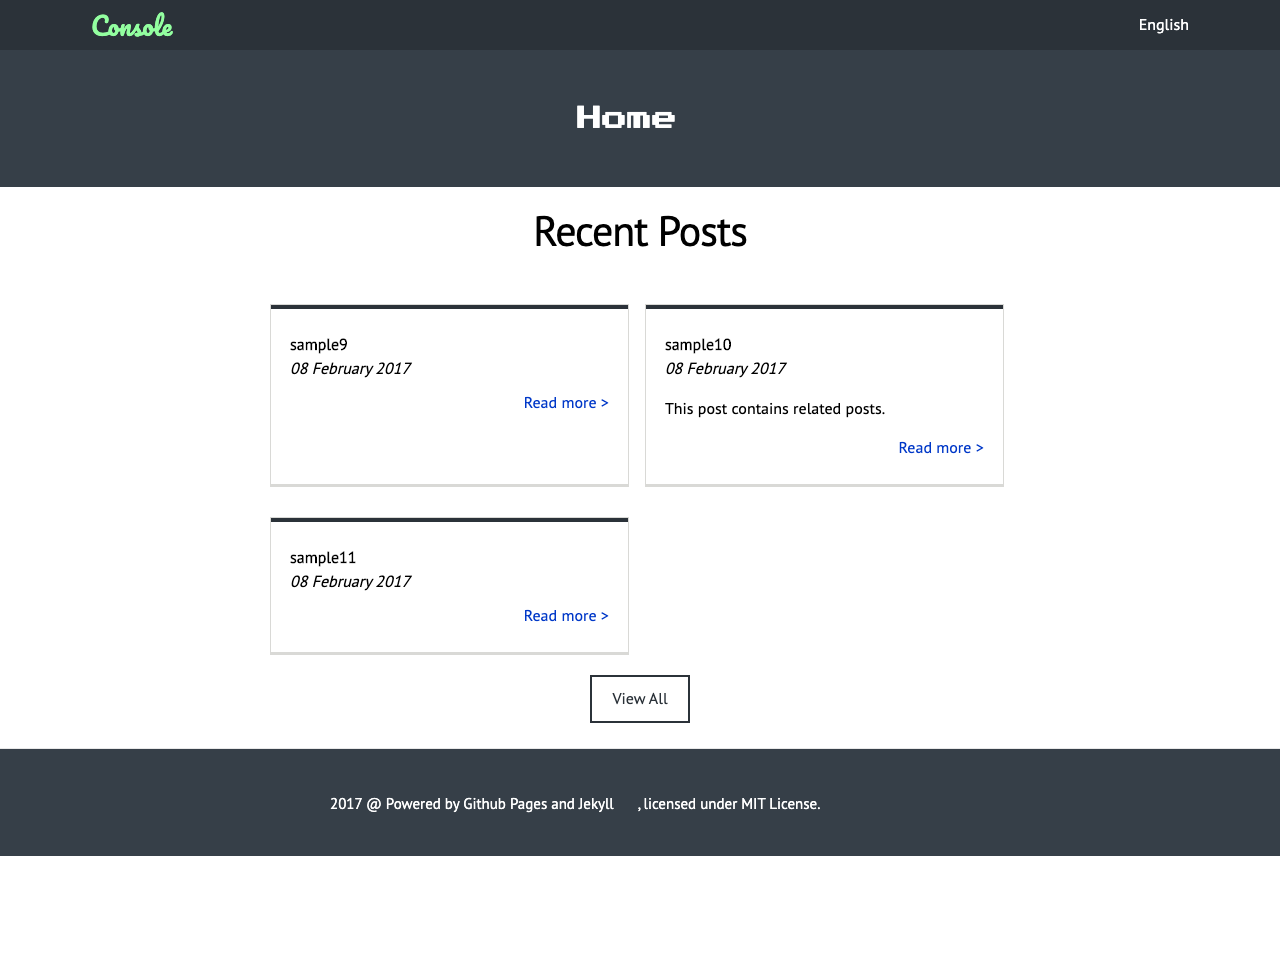 Console
English
Home
Recent Posts
sample9
08 February 2017
Read more >
sample10
08 February 2017
This post contains related posts.
Read more >
sample11
08 February 2017
Read more >
View All
2017 @ Powered by Github Pages and Jekyll , licensed under MIT License.